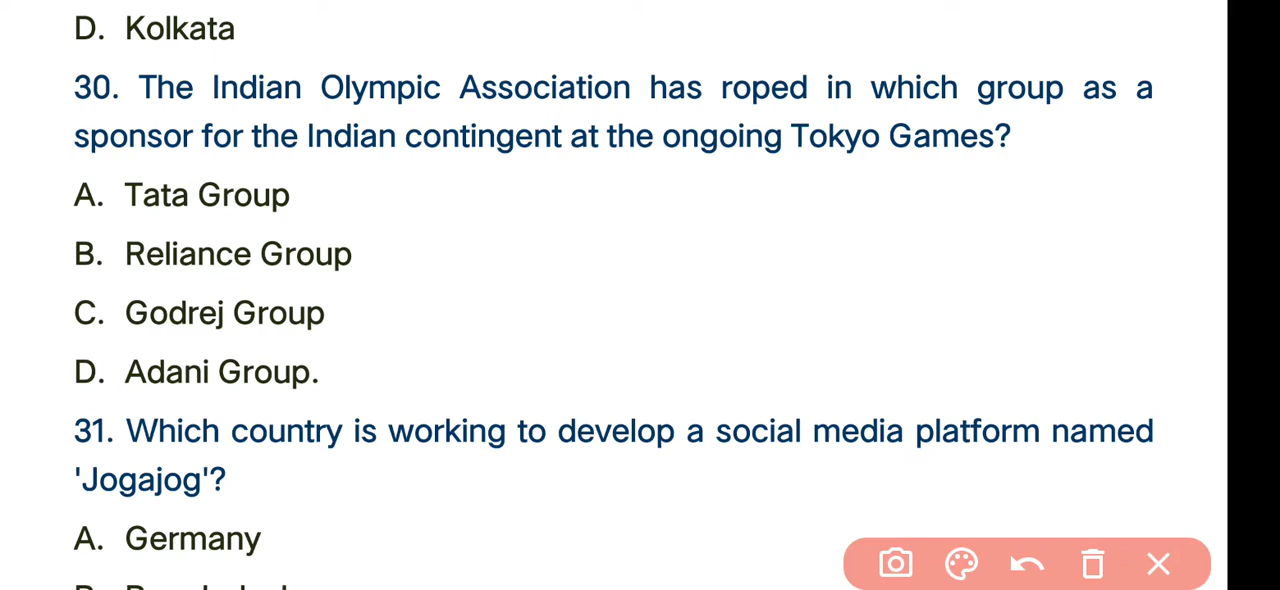 D. Kolkata
30. The Indian Olympic Association has roped in which group as a
sponsor for the Indian contingent at the ongoing Tokyo Games?
A. Tata Group
B. Reliance Group
C. Godrej Group
D. Adani Group.
31. Which country is working to develop a social media platform named
'Jogajog'?
A. Germany